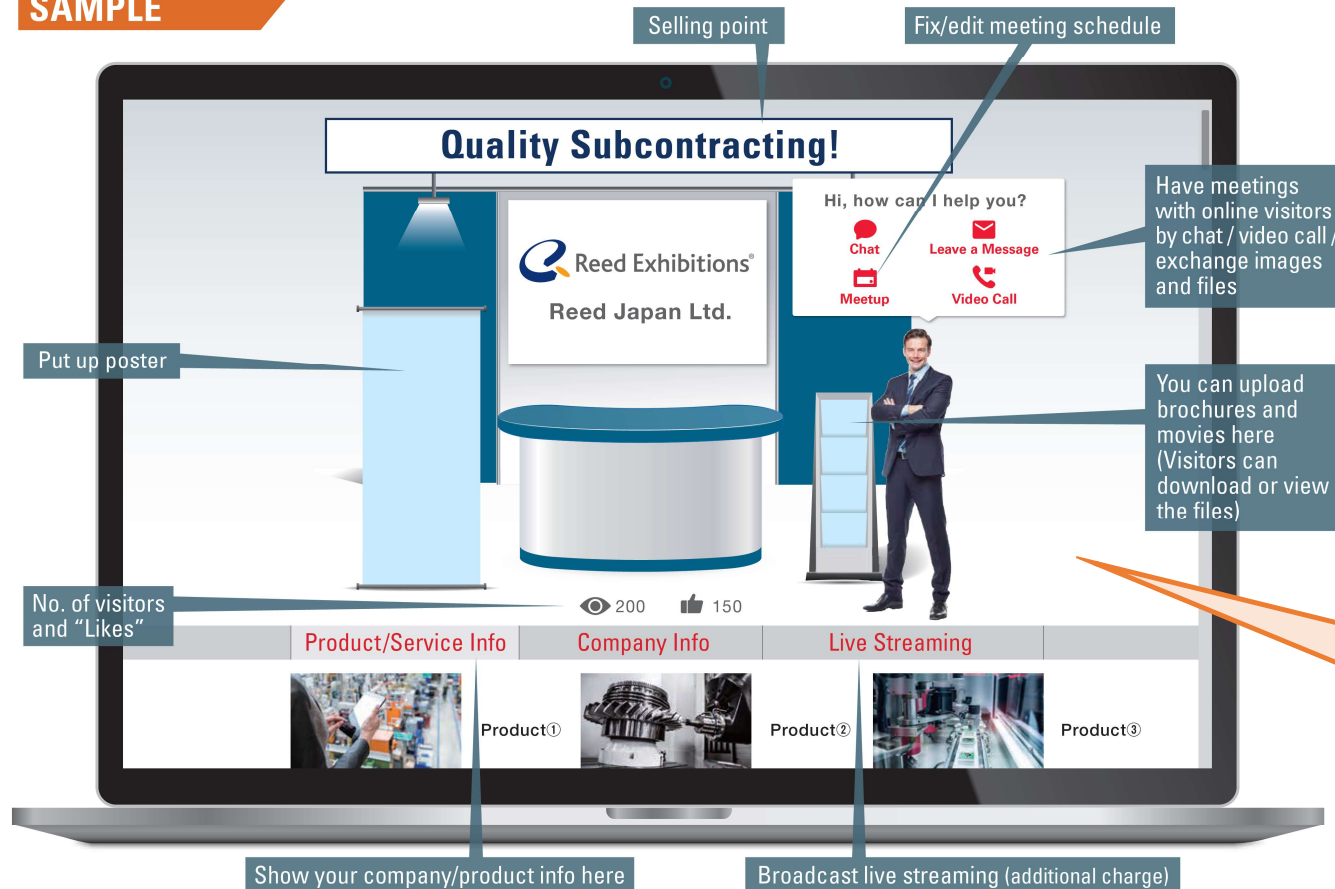 SAMPLE
Selling point
Fix/edit meeting schedule
Quality Subcontracting!
Hi, how can I help you?
Chat
Leave a Message
Meetup
Video Call
Have meetings
with online visitors
by chat / video call /
exchange images
and files
Reed Exhibitions®
Reed Japan Ltd.
Put up poster
You can upload
brochures and
movies here
(Visitors can
download or view
the files)
No. of visitors
and “Likes”
200
150
Product/Service Info
Company Info
Live Streaming
Product①
Product②
Product③
Show your company/product info here
Broadcast live streaming (additional charge)